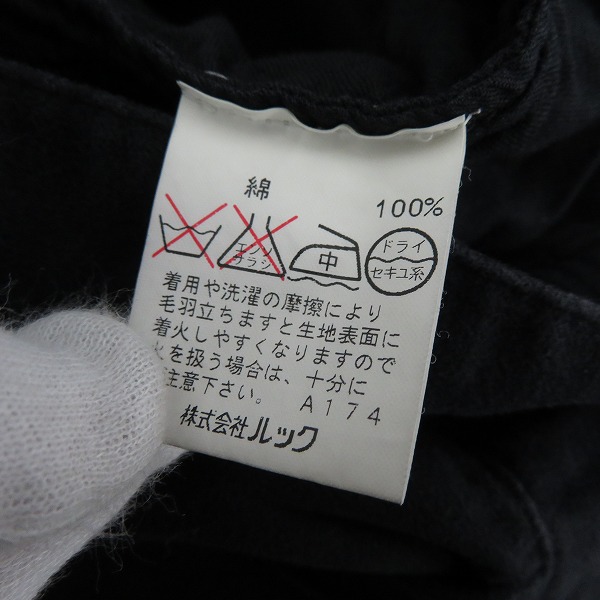 綿 100%
エンソ サラシ 中 ドライ セキユ系
着用や洗濯の摩擦により
毛羽立ちますと生地表面に
着火しやすくなりますので
火を扱う場合は、十分に
ご注意下さい。 A174
株式会社ルック